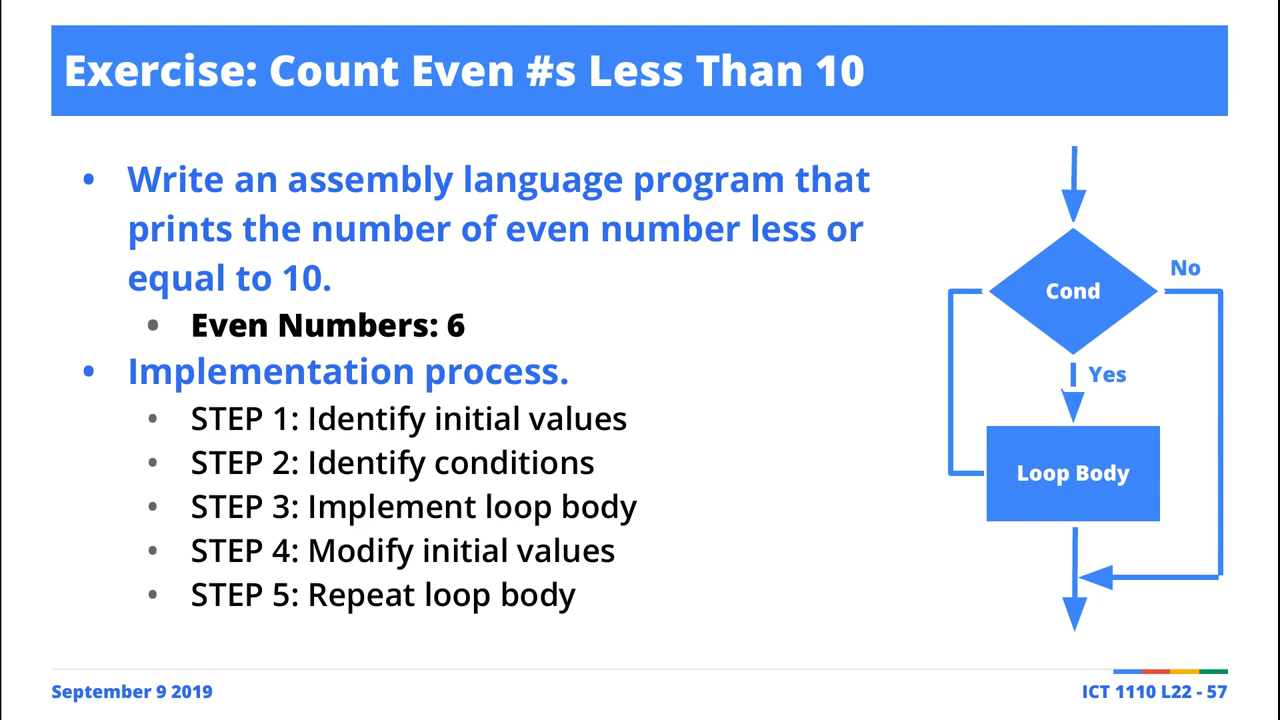 Exercise: Count Even #s Less Than 10
• Write an assembly language program that
prints the number of even number less or
equal to 10.
• Even Numbers: 6
• Implementation process.
• STEP 1: Identify initial values
• STEP 2: Identify conditions
• STEP 3: Implement loop body
• STEP 4: Modify initial values
• STEP 5: Repeat loop body
No
Cond
Yes
Loop Body
September 9 2019
ICT 1110 L22 - 57